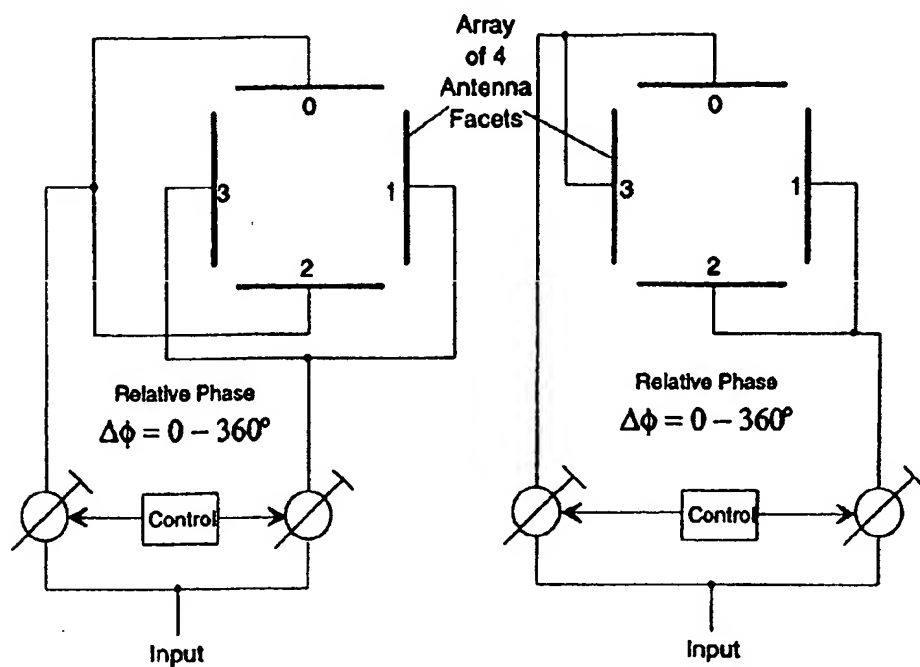 Array
of 4
Antenna
Facets
0
3
1
2
Relative Phase
Δϕ = 0 – 360°
Control
Input
0
3
1
2
Relative Phase
Δϕ = 0 – 360°
Control
Input